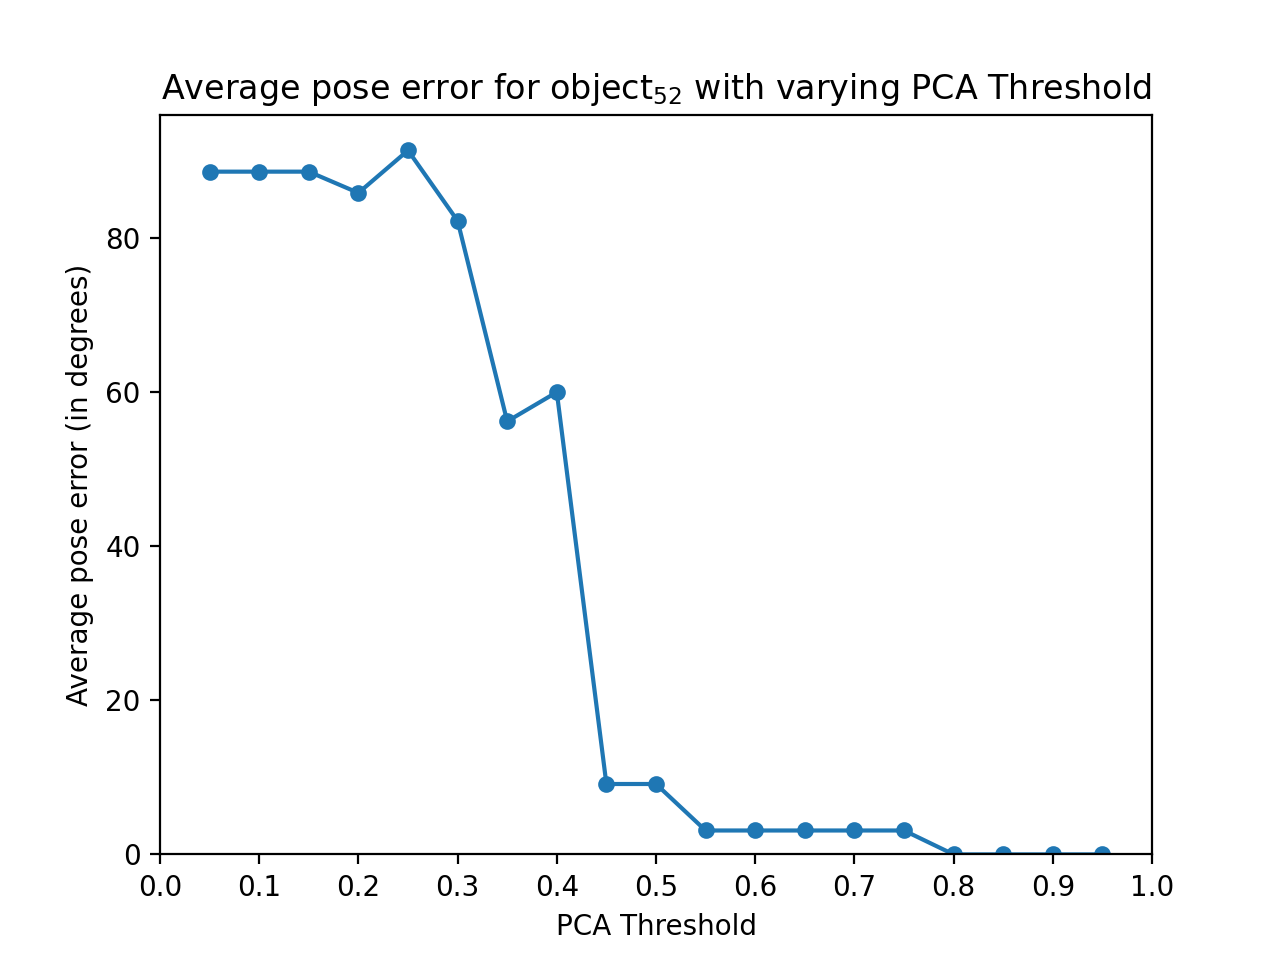 Average pose error for object₅₂ with varying PCA Threshold
Average pose error (in degrees)
80
60
40
20
0
0.0 0.1 0.2 0.3 0.4 0.5 0.6 0.7 0.8 0.9 1.0
PCA Threshold